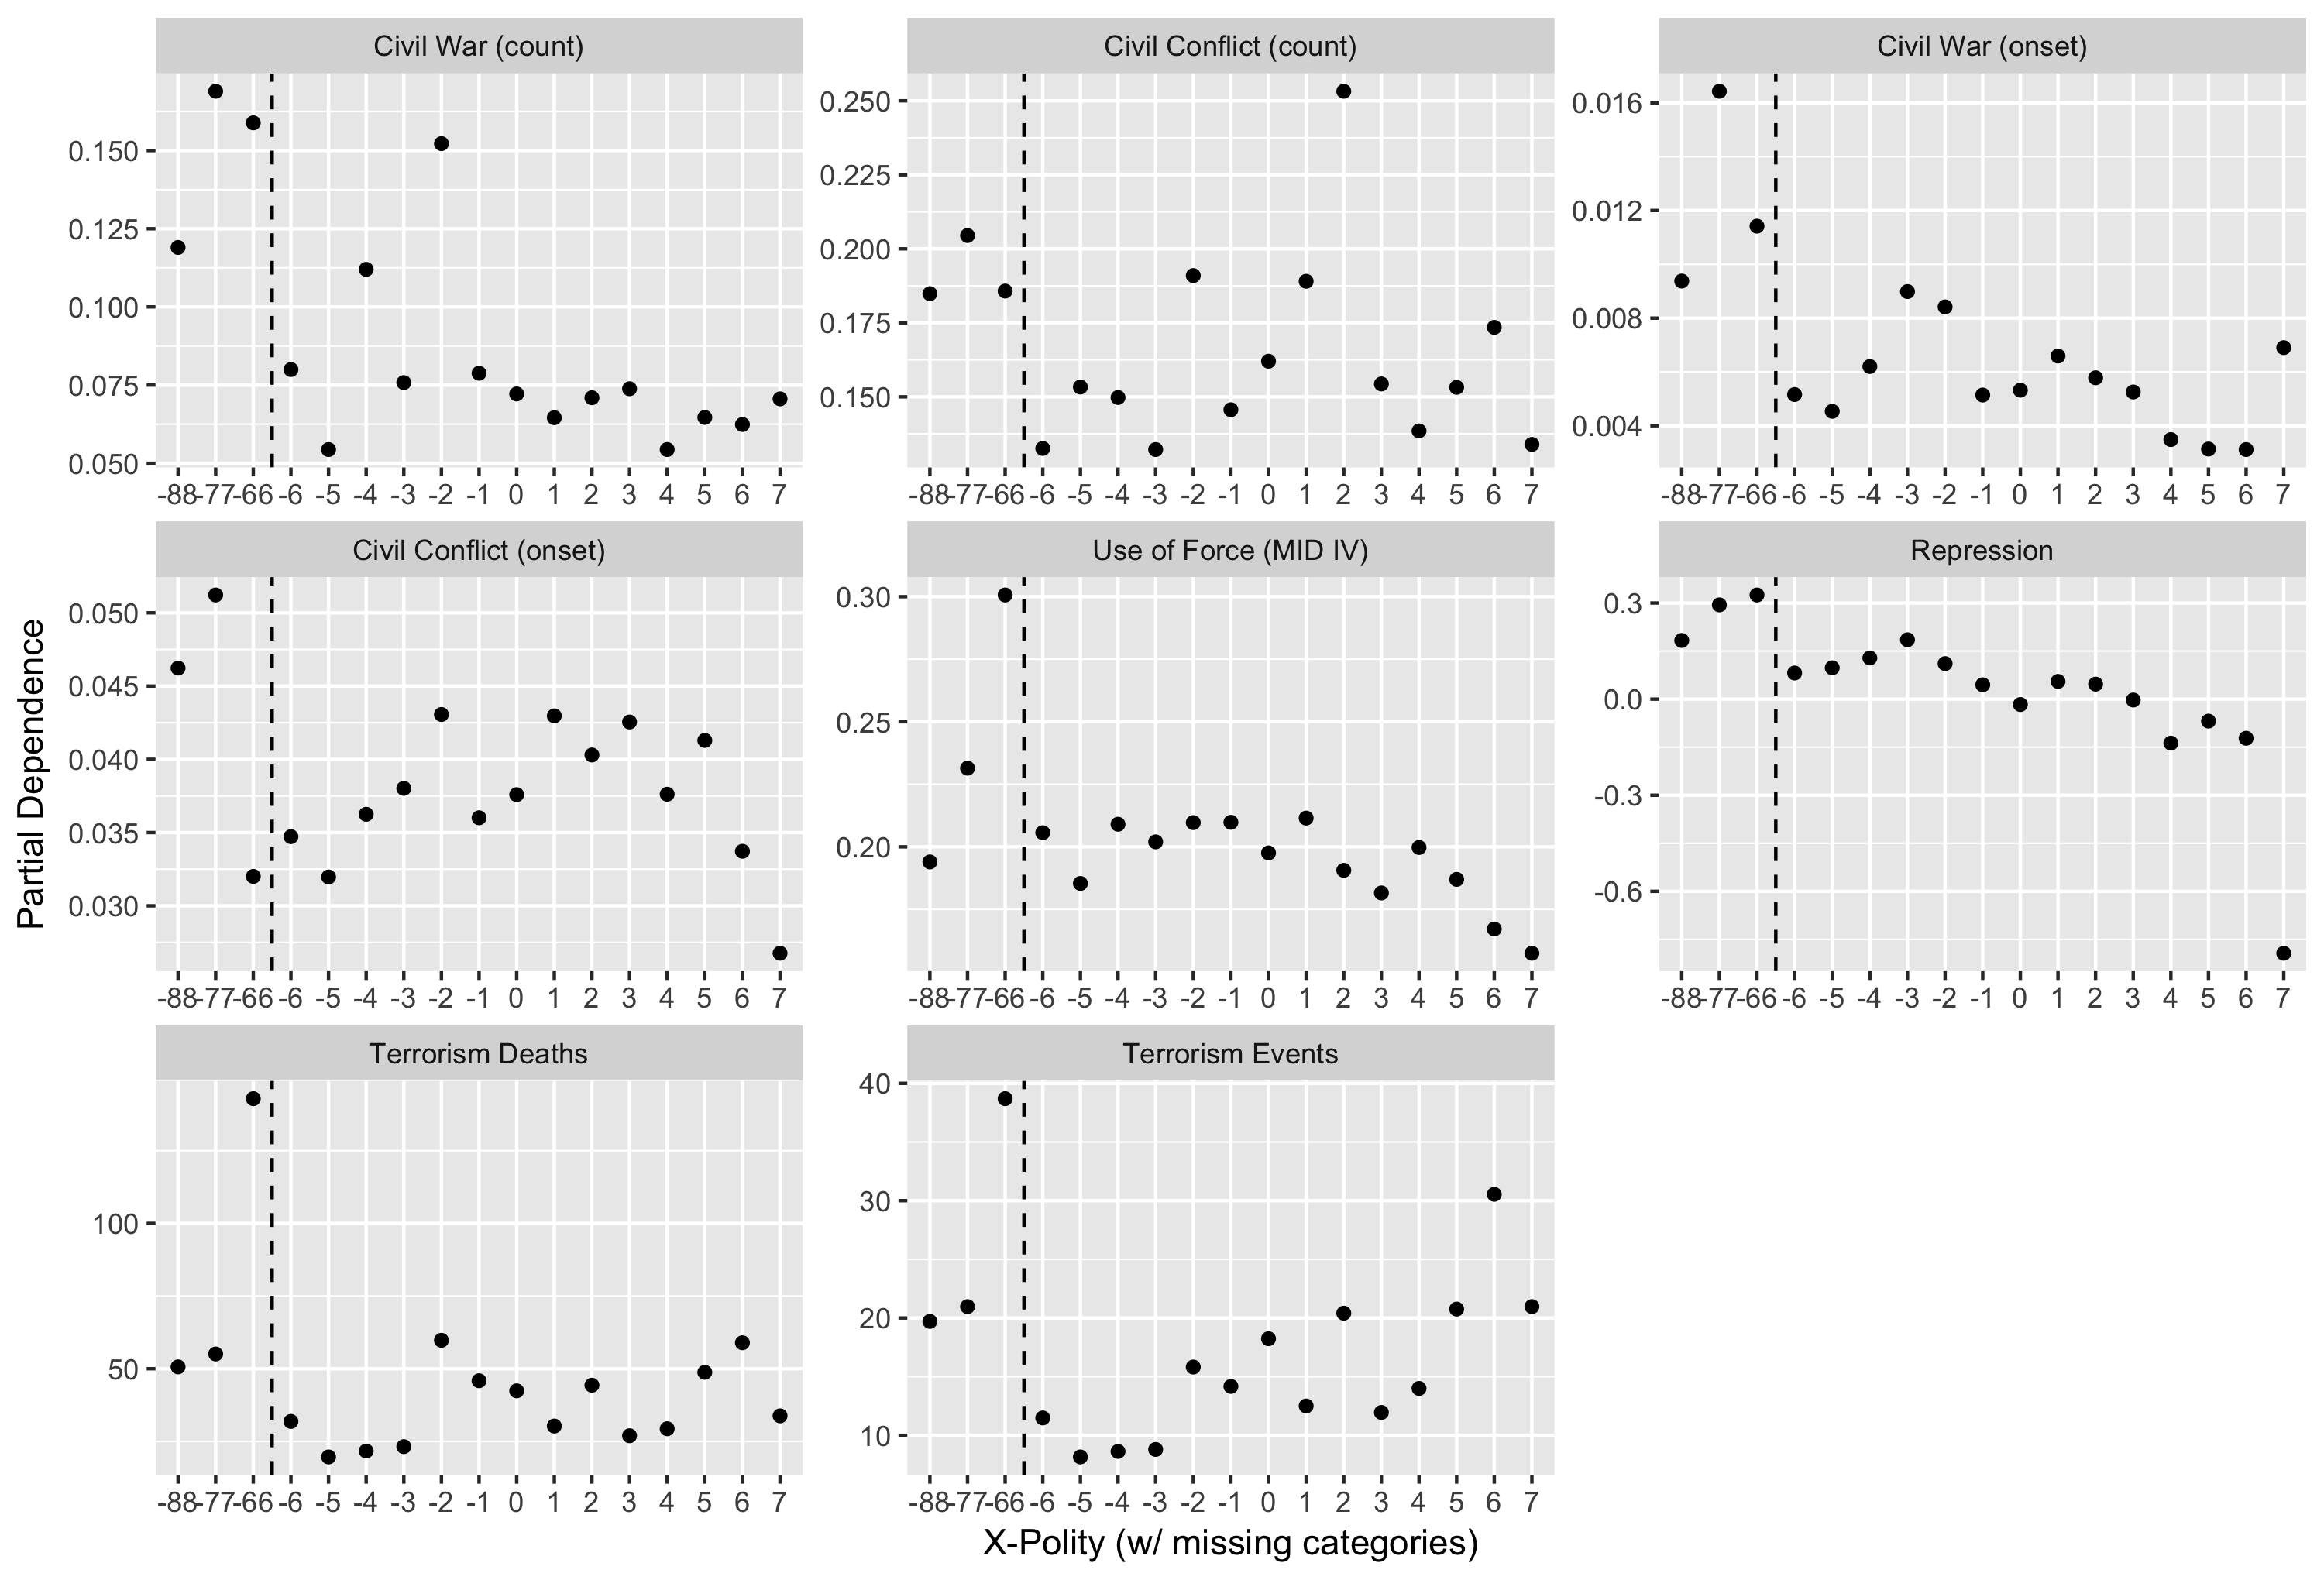 Civil War (count)
Civil Conflict (count)
Civil War (onset)
0.150
0.125
0.100
0.075
0.050
0.250
0.225
0.200
0.175
0.150
0.016
0.012
0.008
0.004
-88 -77 -66 -6 -5 -4 -3 -2 -1 0 1 2 3 4 5 6 7
-88 -77 -66 -6 -5 -4 -3 -2 -1 0 1 2 3 4 5 6 7
-88 -77 -66 -6 -5 -4 -3 -2 -1 0 1 2 3 4 5 6 7
Civil Conflict (onset)
Use of Force (MID IV)
Repression
0.050
0.045
0.040
0.035
0.030
0.30
0.25
0.20
0.3
0.0
-0.3
-0.6
-88 -77 -66 -6 -5 -4 -3 -2 -1 0 1 2 3 4 5 6 7
-88 -77 -66 -6 -5 -4 -3 -2 -1 0 1 2 3 4 5 6 7
-88 -77 -66 -6 -5 -4 -3 -2 -1 0 1 2 3 4 5 6 7
Partial Dependence
Terrorism Deaths
Terrorism Events
100
50
40
30
20
10
-88 -77 -66 -6 -5 -4 -3 -2 -1 0 1 2 3 4 5 6 7
-88 -77 -66 -6 -5 -4 -3 -2 -1 0 1 2 3 4 5 6 7
X-Polity (w/ missing categories)